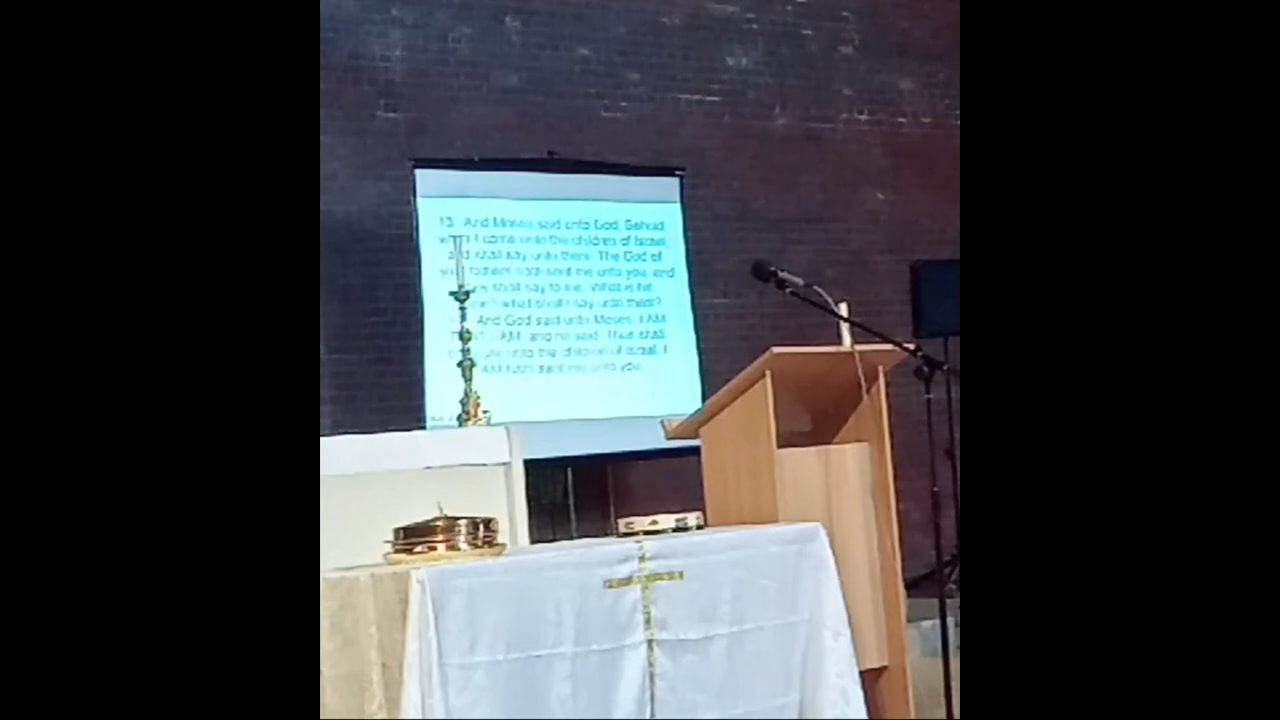 13. And Moses said unto God, Behold,
I come unto the children of Israel,
and shall say unto them, The God of
your fathers hath sent me unto you; and
shall say to me, What is his
what shall I say unto them?
And God said unto Moses, I AM
I AM: and he said, Thus shall
unto the children of Israel, I
AM hath sent me unto you